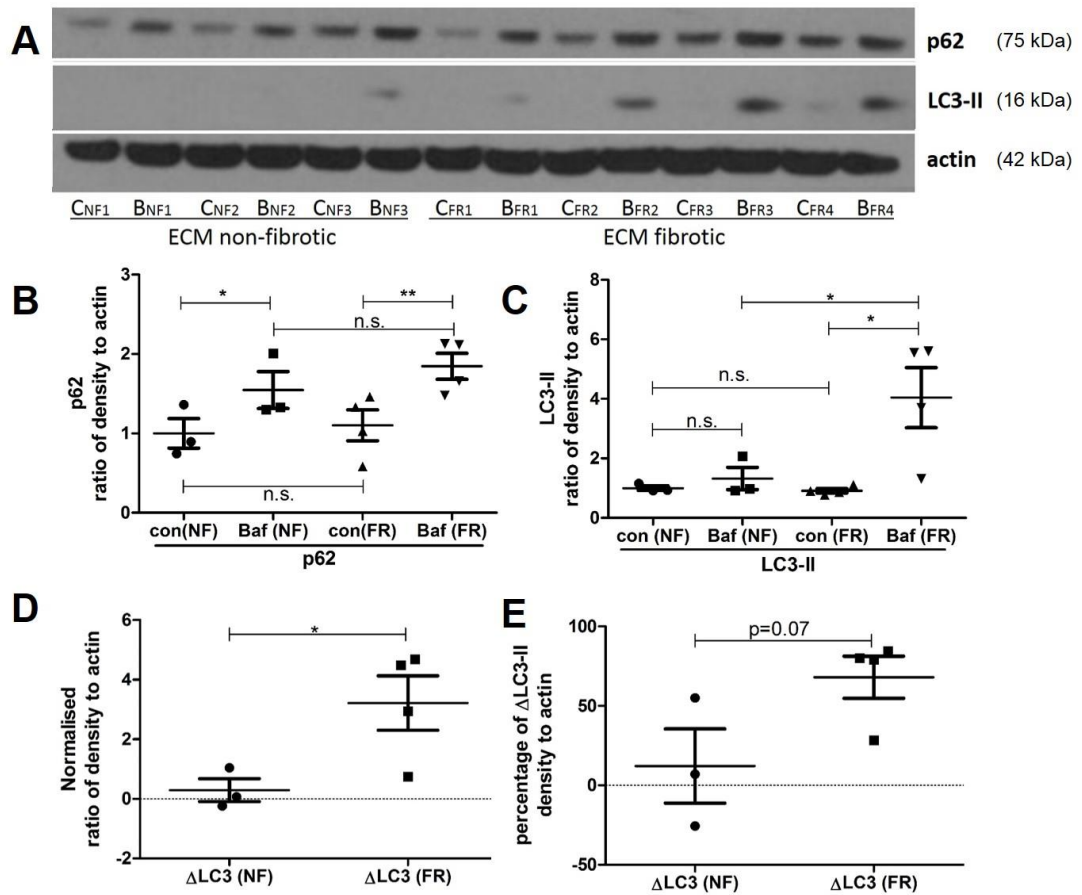 A
p62 (75 kDa)
LC3-II (16 kDa)
actin (42 kDa)
CNF1 BNF1 CNF2 BNF2 CNF3 BNF3 CFR1 BFR1 CFR2 BFR2 CFR3 BFR3 CFR4 BFR4
ECM non-fibrotic ECM fibrotic
B
p62
ratio of density to actin
3
2
1
0
*
**
n.s.
n.s.
con(NF) Baf (NF) con(FR) Baf (FR)
p62
C
LC3-II
ratio of density to actin
8
6
4
2
0
*
*
n.s.
n.s.
con (NF) Baf (NF) con (FR) Baf (FR)
LC3-II
D
Normalised
ratio of density to actin
6
4
2
0
-2
*
ΔLC3 (NF) ΔLC3 (FR)
E
percentage of ΔLC3-II
density to actin
100
50
0
-50
p=0.07
ΔLC3 (NF) ΔLC3 (FR)